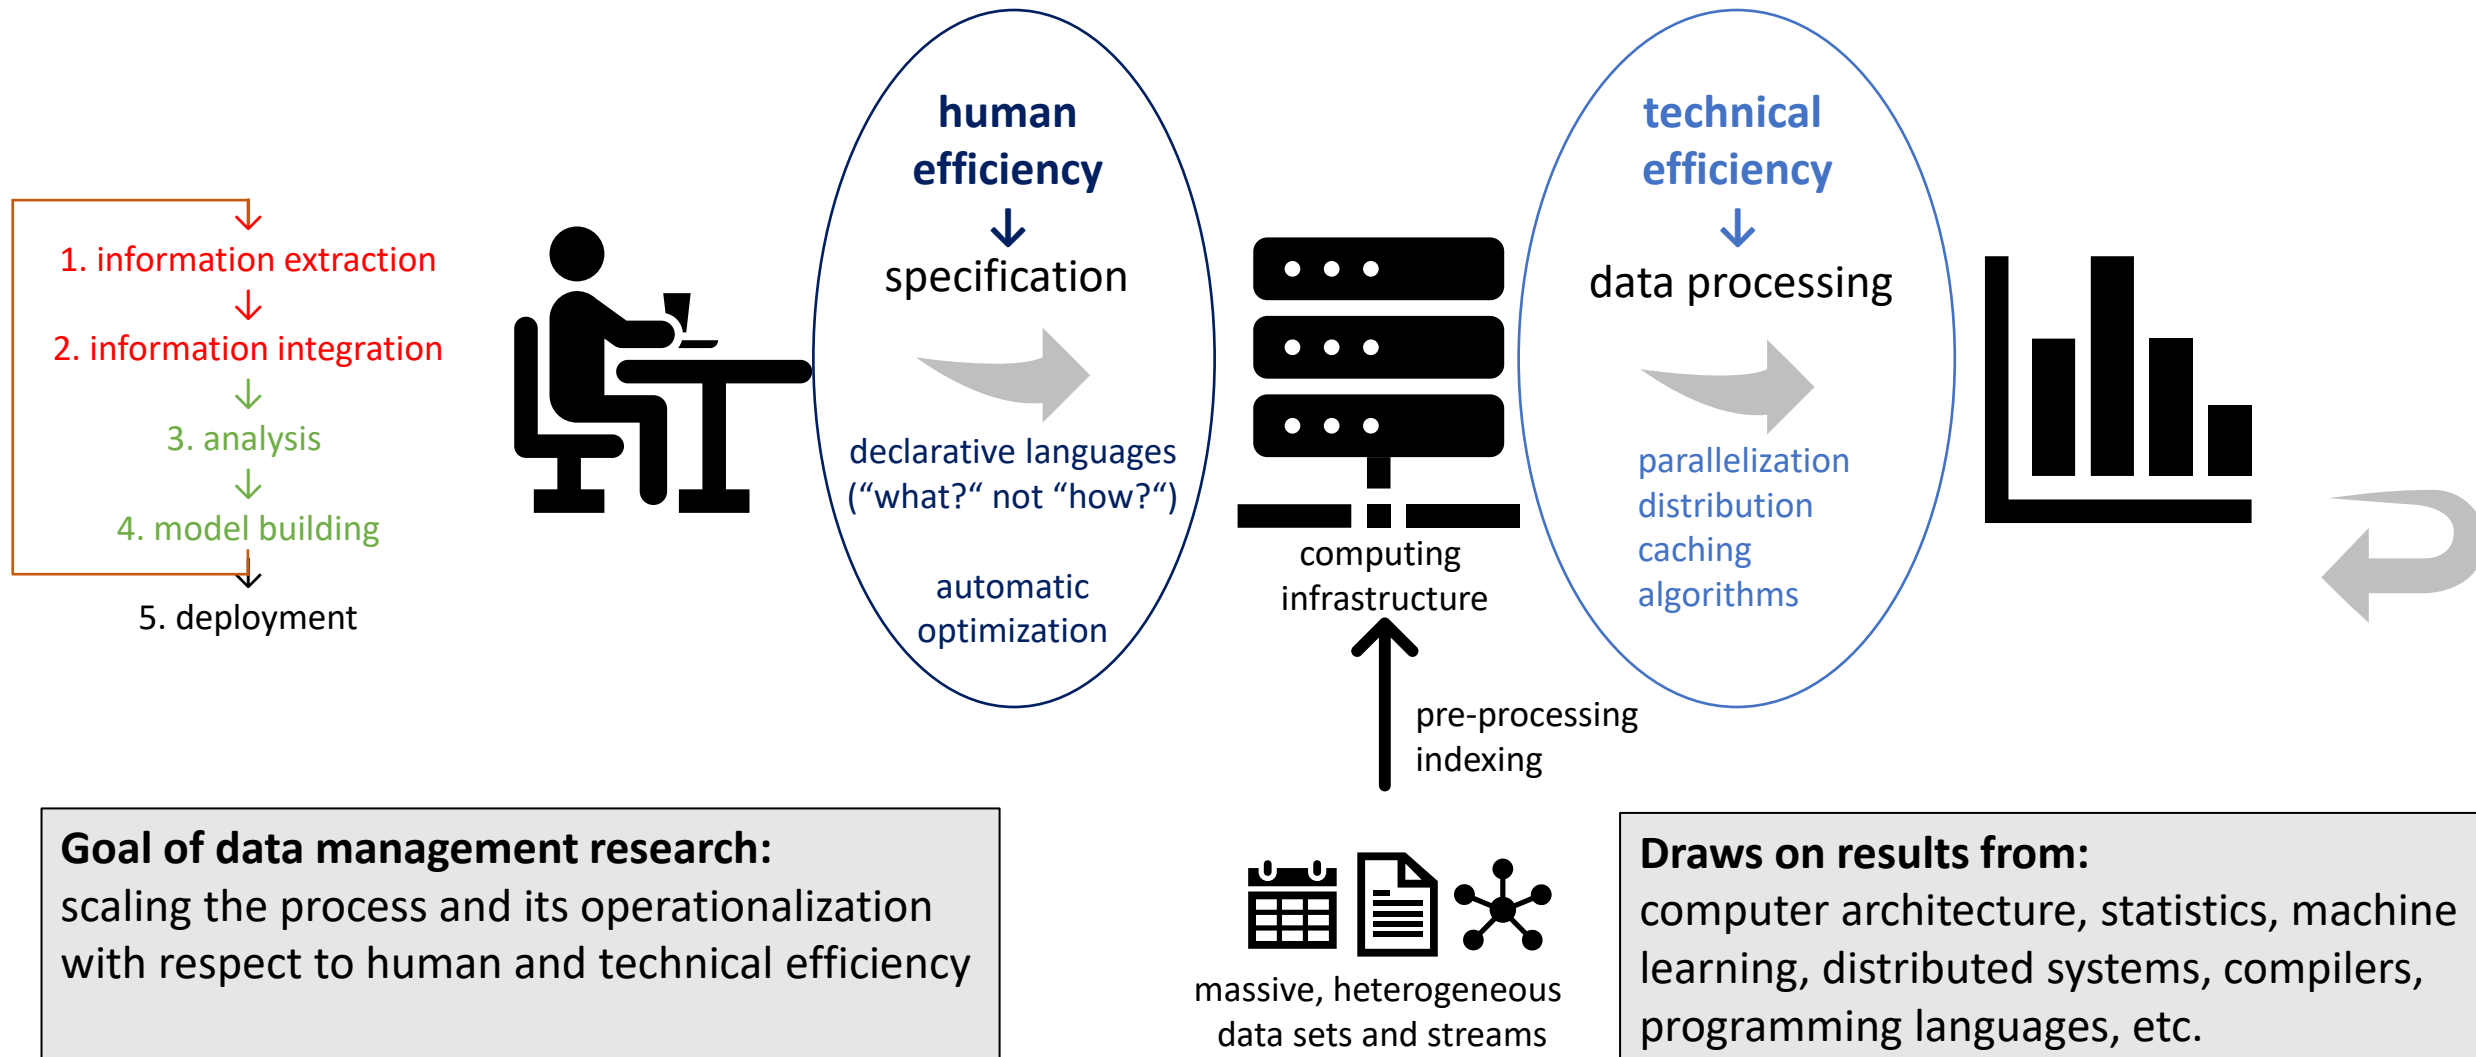 1. information extraction
2. information integration
3. analysis
4. model building
5. deployment
human
efficiency
specification
declarative languages
(“what?“ not “how?“)
automatic
optimization
computing
infrastructure
pre-processing
indexing
massive, heterogeneous
data sets and streams
technical
efficiency
data processing
parallelization
distribution
caching
algorithms
Goal of data management research:
scaling the process and its operationalization
with respect to human and technical efficiency
Draws on results from:
computer architecture, statistics, machine
learning, distributed systems, compilers,
programming languages, etc.